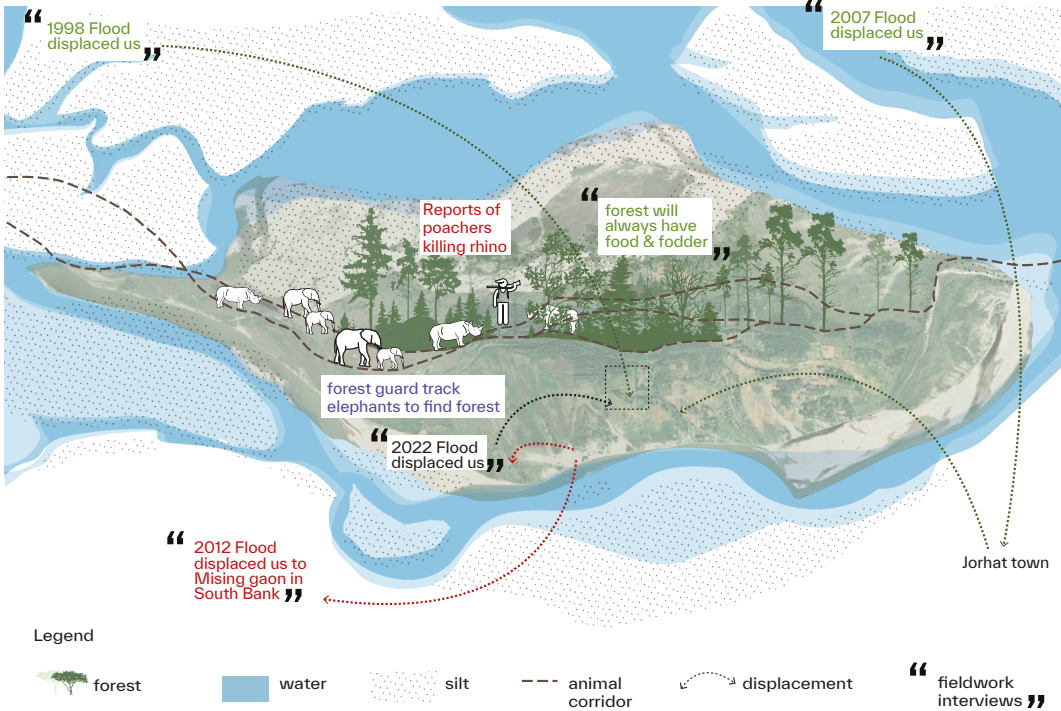 “ 1998 Flood
displaced us ”
“ 2007 Flood
displaced us ”
Reports of
poachers
killing rhino
“ forest will
always have
food & fodder ”
forest guard track
elephants to find forest
“ 2022 Flood
displaced us ”
“ 2012 Flood
displaced us to
Mising gaon in
South Bank ”
Jorhat town
Legend
forest
water
silt
animal
corridor
displacement
“ fieldwork
interviews ”